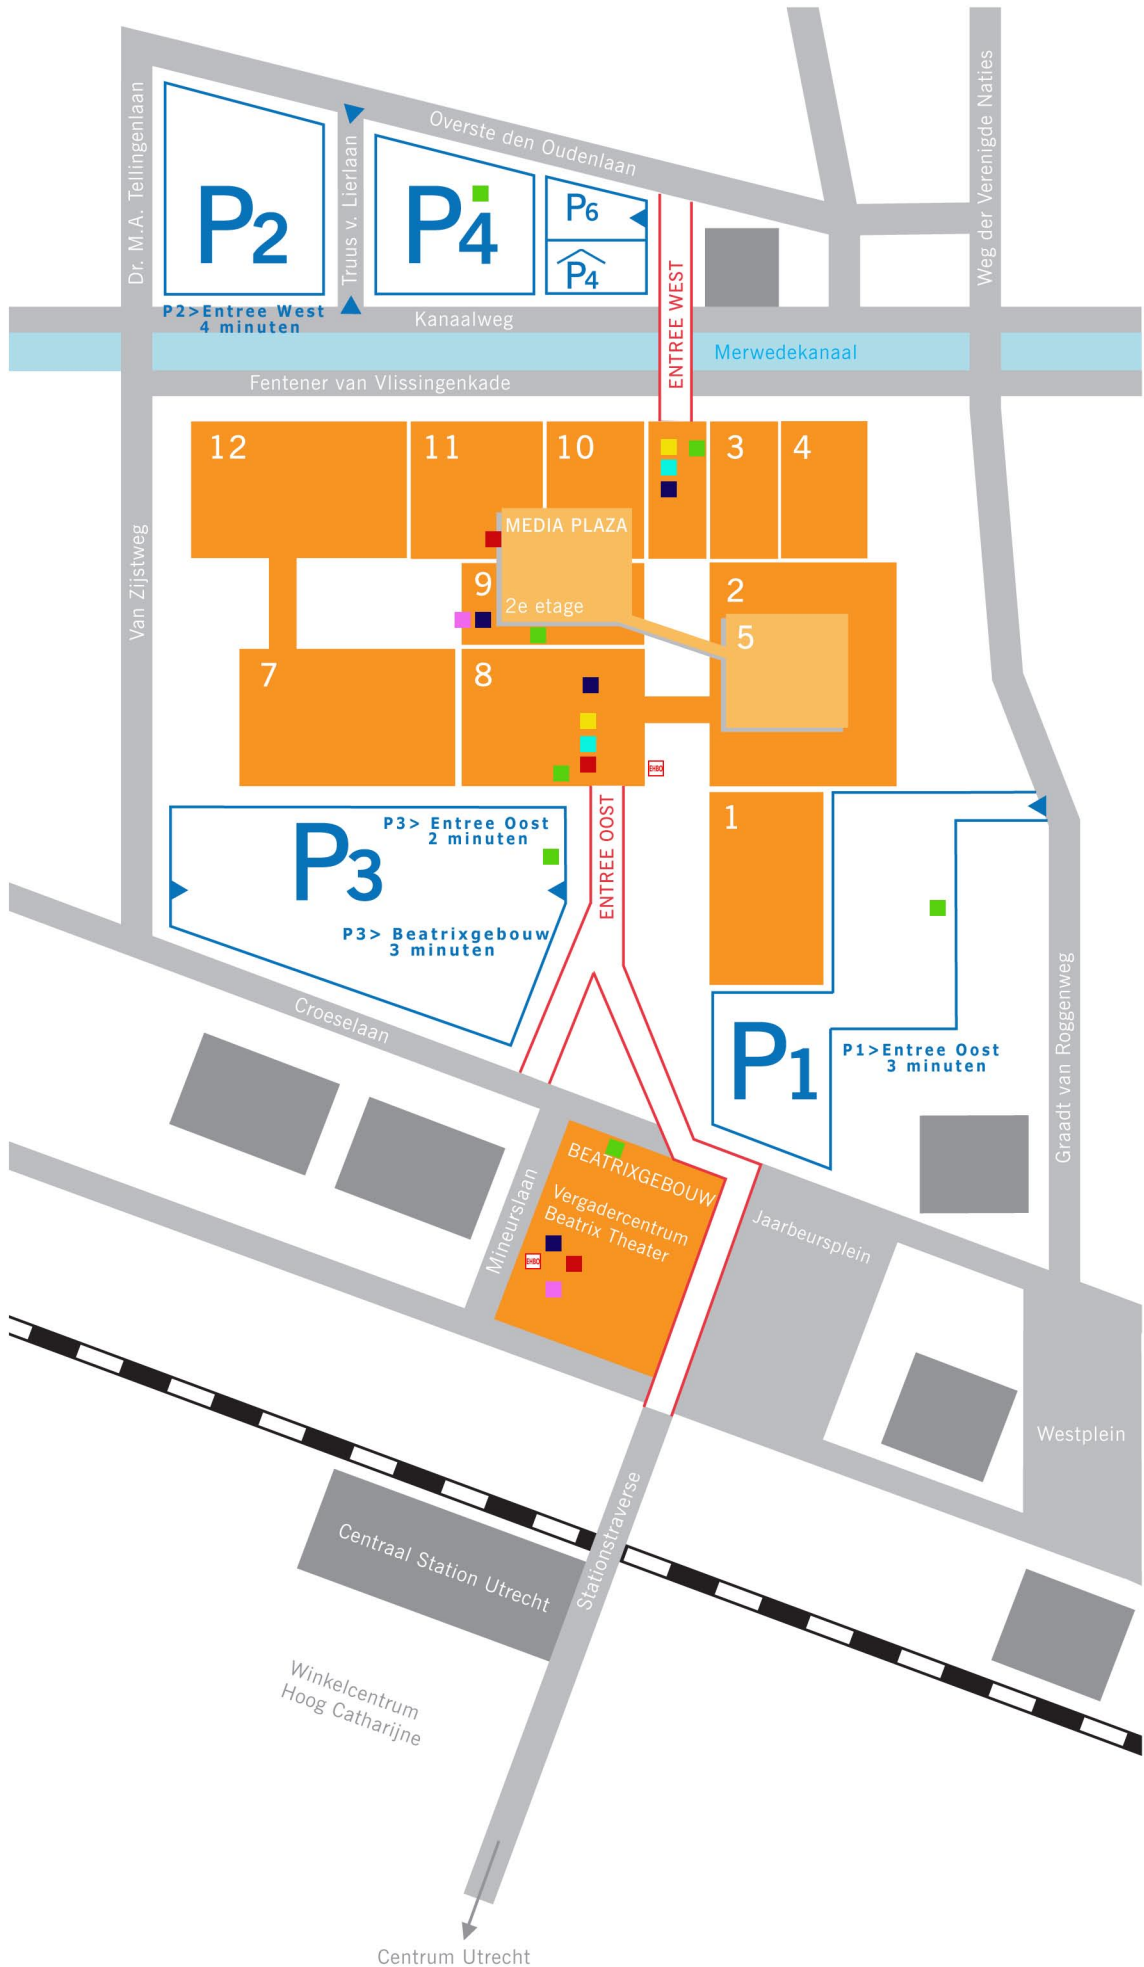 Overste den Oudenlaan
Weg der Verenigde Naties
Dr. M.A. Tellingenlaan
Truus v. Lierlaan
P2
P4
P6
P4
P2>Entree West
4 minuten
Kanaalweg
ENTREE WEST
Merwedekanaal
Fentener van Vlissingenkade
12
11
10
3
4
MEDIA PLAZA
2e etage
9
2
5
Van Zijstweg
7
8
EHBO
1
P3
P3> Entree Oost
2 minuten
P3> Beatrixgebouw
3 minuten
ENTREE OOST
Croeselaan
P1
P1>Entree Oost
3 minuten
Graadt van Roggenweg
BEATRIXGEBOUW
Vergadercentrum
Beatrix Theater
EHBO
Mineurslaan
Jaarbeursplein
Westplein
Stationstraverse
Centraal Station Utrecht
Winkelcentrum
Hoog Catharijne
Centrum Utrecht